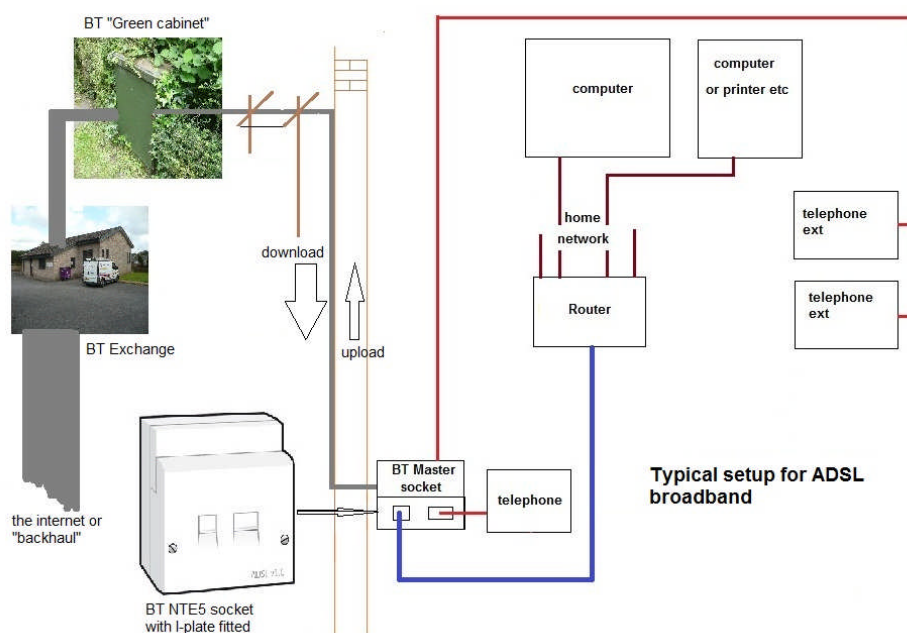 BT "Green cabinet"
computer
computer
or printer etc
home
network
telephone
ext
download
Router
telephone
ext
BT Exchange
upload
BT Master
socket
telephone
Typical setup for ADSL
broadband
the internet or
"backhaul"
BT NTE5 socket
with I-plate fitted